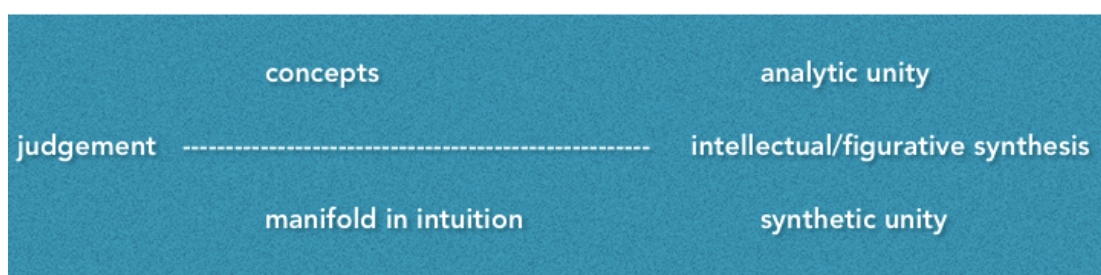 concepts analytic unity
judgement ------------------------------------------------------ intellectual/figurative synthesis
manifold in intuition synthetic unity